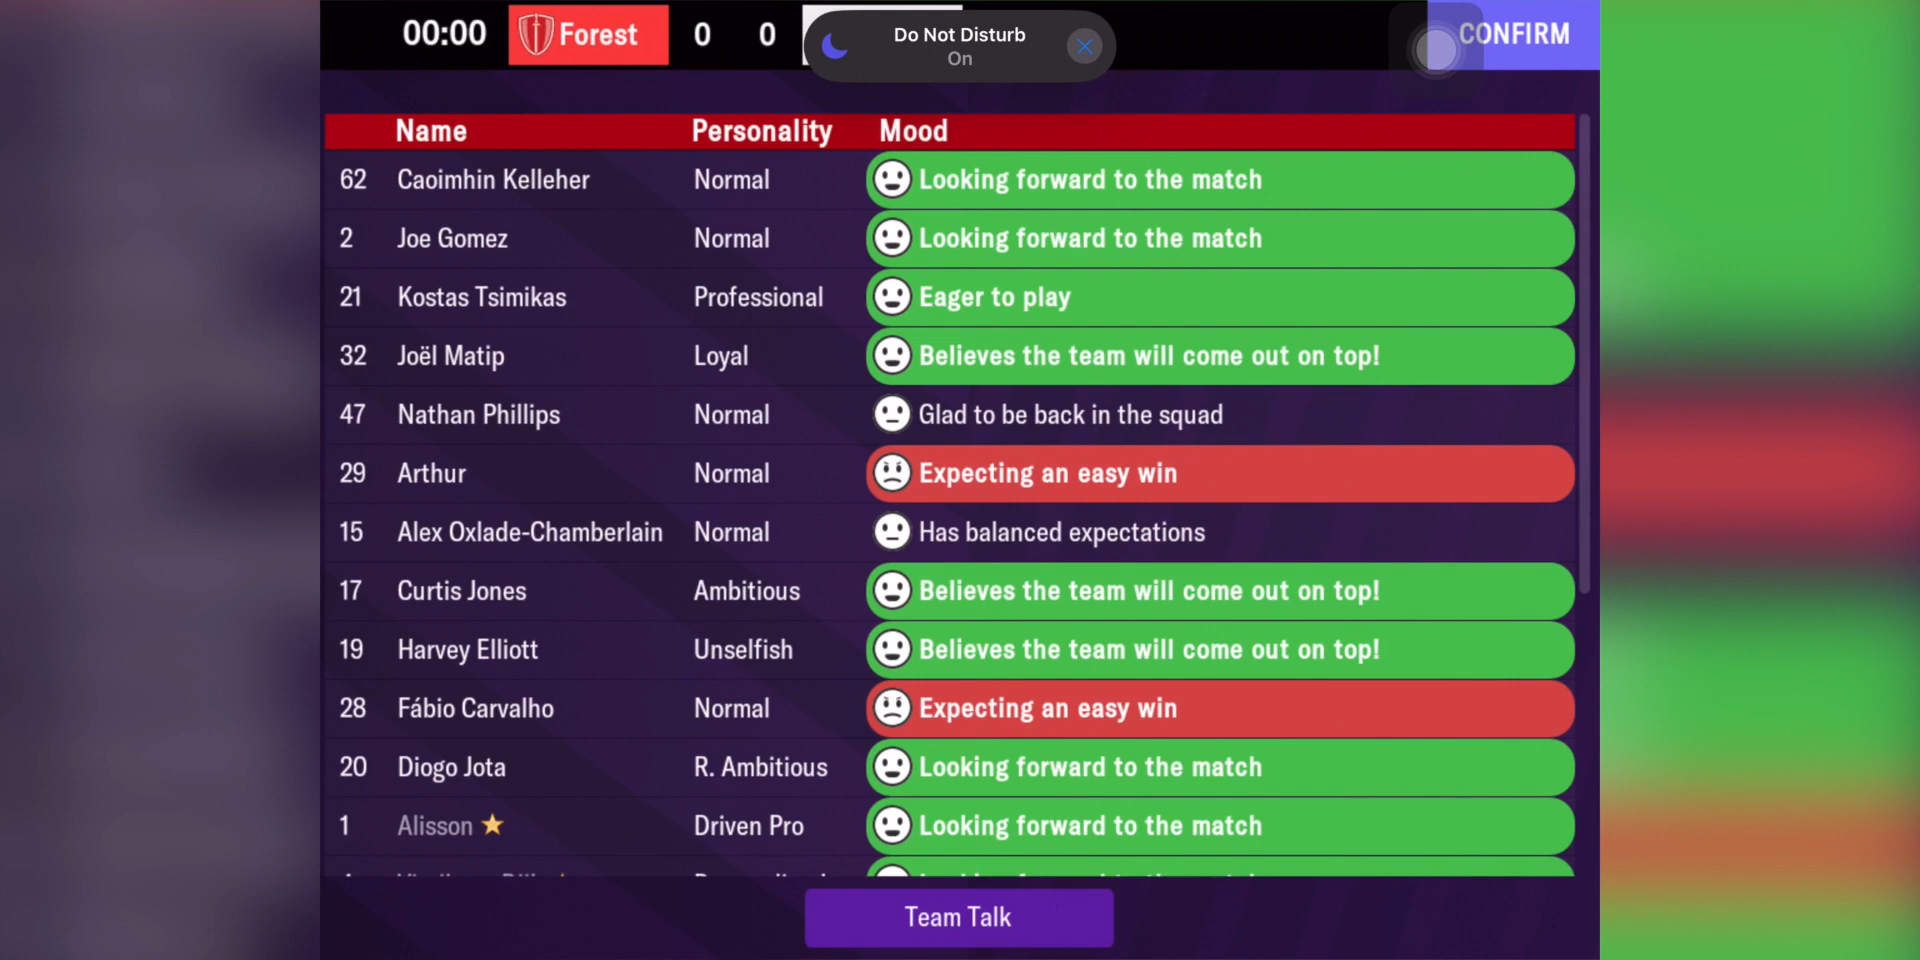 00:00 Forest 0 0 Do Not Disturb On CONFIRM
Name Personality Mood
62 Caoimhin Kelleher Normal Looking forward to the match
2 Joe Gomez Normal Looking forward to the match
21 Kostas Tsimikas Professional Eager to play
32 Joël Matip Loyal Believes the team will come out on top!
47 Nathan Phillips Normal Glad to be back in the squad
29 Arthur Normal Expecting an easy win
15 Alex Oxlade-Chamberlain Normal Has balanced expectations
17 Curtis Jones Ambitious Believes the team will come out on top!
19 Harvey Elliott Unselfish Believes the team will come out on top!
28 Fábio Carvalho Normal Expecting an easy win
20 Diogo Jota R. Ambitious Looking forward to the match
1 Alisson Driven Pro Looking forward to the match
Team Talk